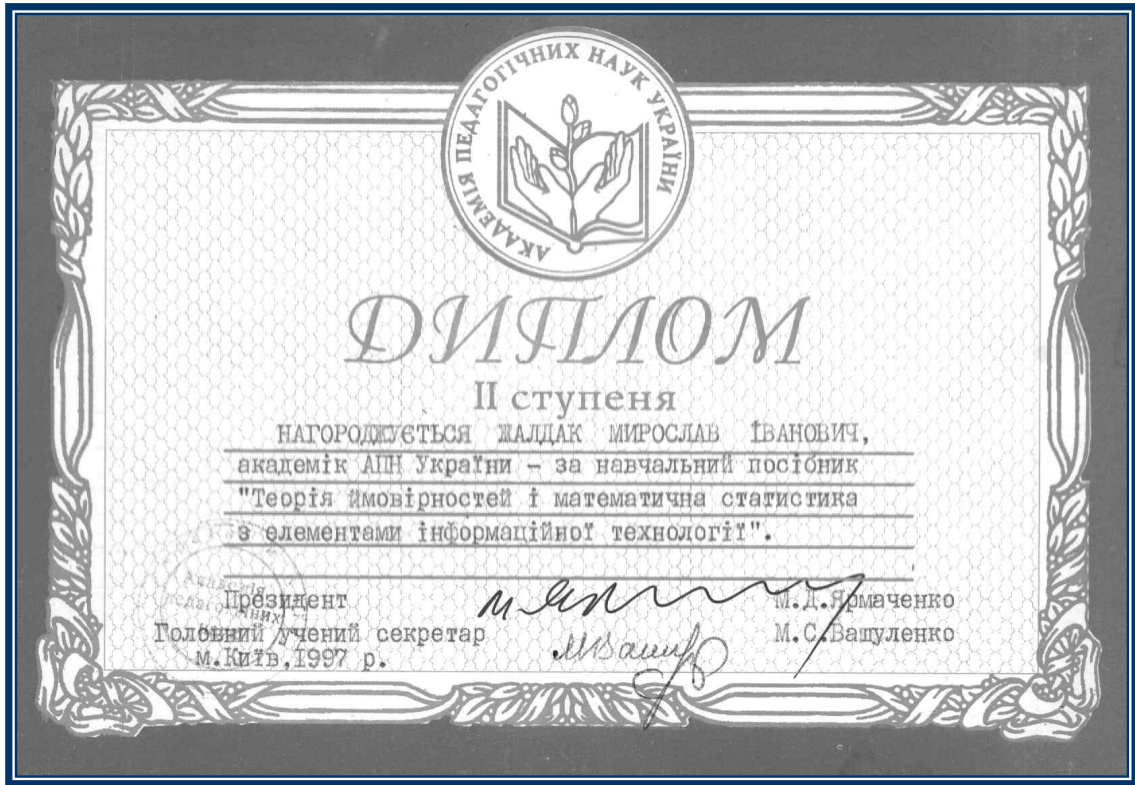 АКАДЕМІЯ ПЕДАГОГІЧНИХ НАУК УКРАЇНИ
ДИПЛОМ
II ступеня
НАГОРОДЖУЄТЬСЯ ЖАЛДАК МИРОСЛАВ ІВАНОВИЧ,
академік АПН України – за навчальний посібник
"Теорія ймовірностей і математична статистика
з елементами інформаційної технології".
Президент М.Д.Ярмаченко
Головний учений секретар М.С.Вашуленко
м.Київ,1997 р.